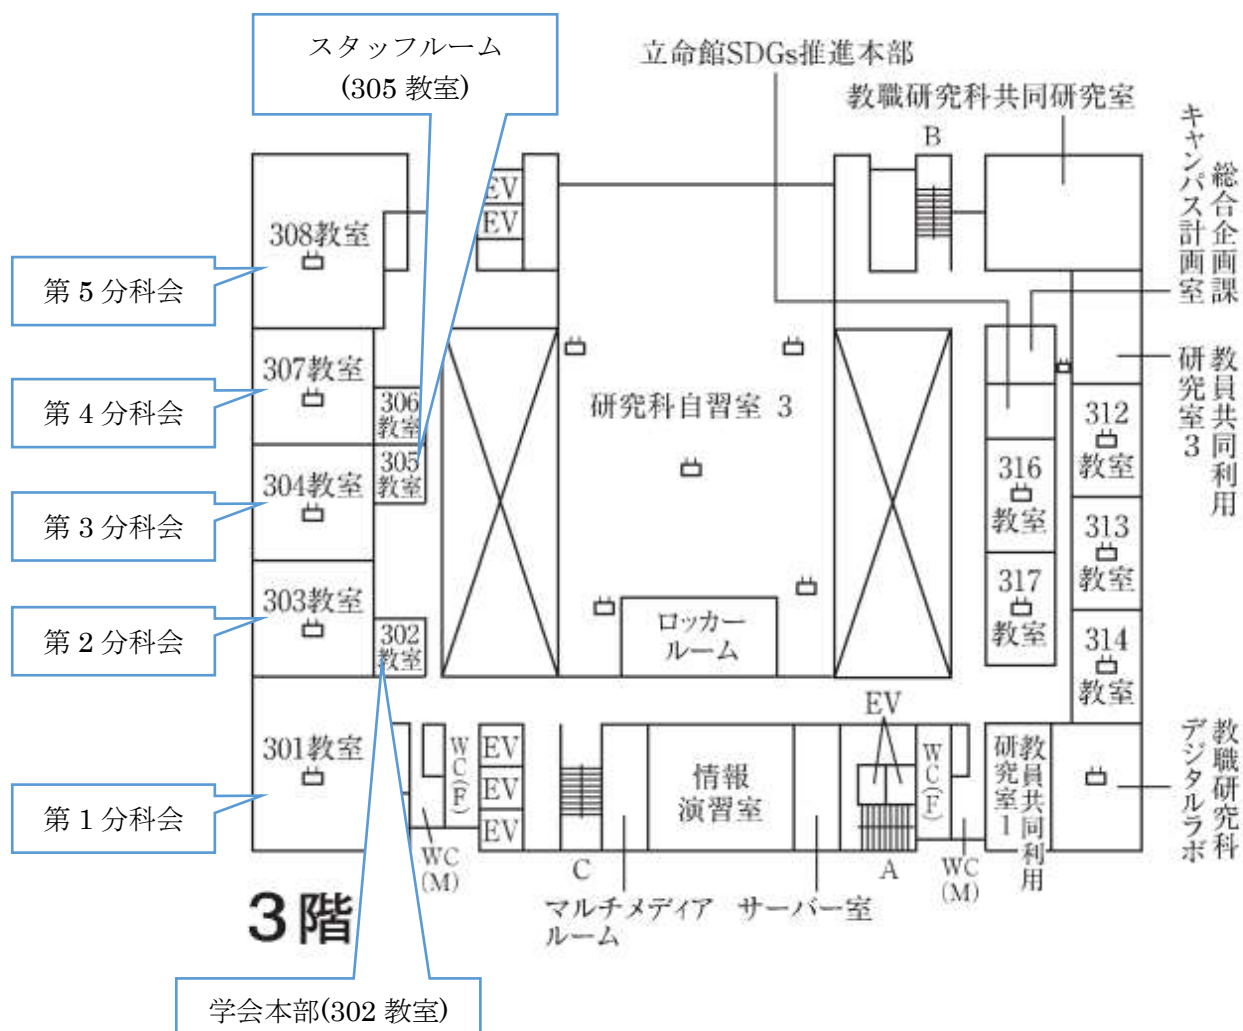 スタッフルーム
(305 教室)
立命館SDGs推進本部
教職研究科共同研究室
B
総合企画課
キャンパス計画室
EV
EV
308教室
第 5 分科会
307教室
306
教室
研究科自習室 3
教員共同利用
研究室3
312
教室
第 4 分科会
304教室
305
教室
316
教室
第 3 分科会
313
教室
303教室
302
教室
317
教室
ロッカー
ルーム
314
教室
第 2 分科会
EV
301教室
WC(F)
EV
EV
EV
情報
演習室
WC(F)
教員共同利用
研究室1
教職研究科
デジタルラボ
第 1 分科会
WC
(M)
C
A
WC
(M)
マルチメディア
ルーム
サーバー室
3階
学会本部(302 教室)